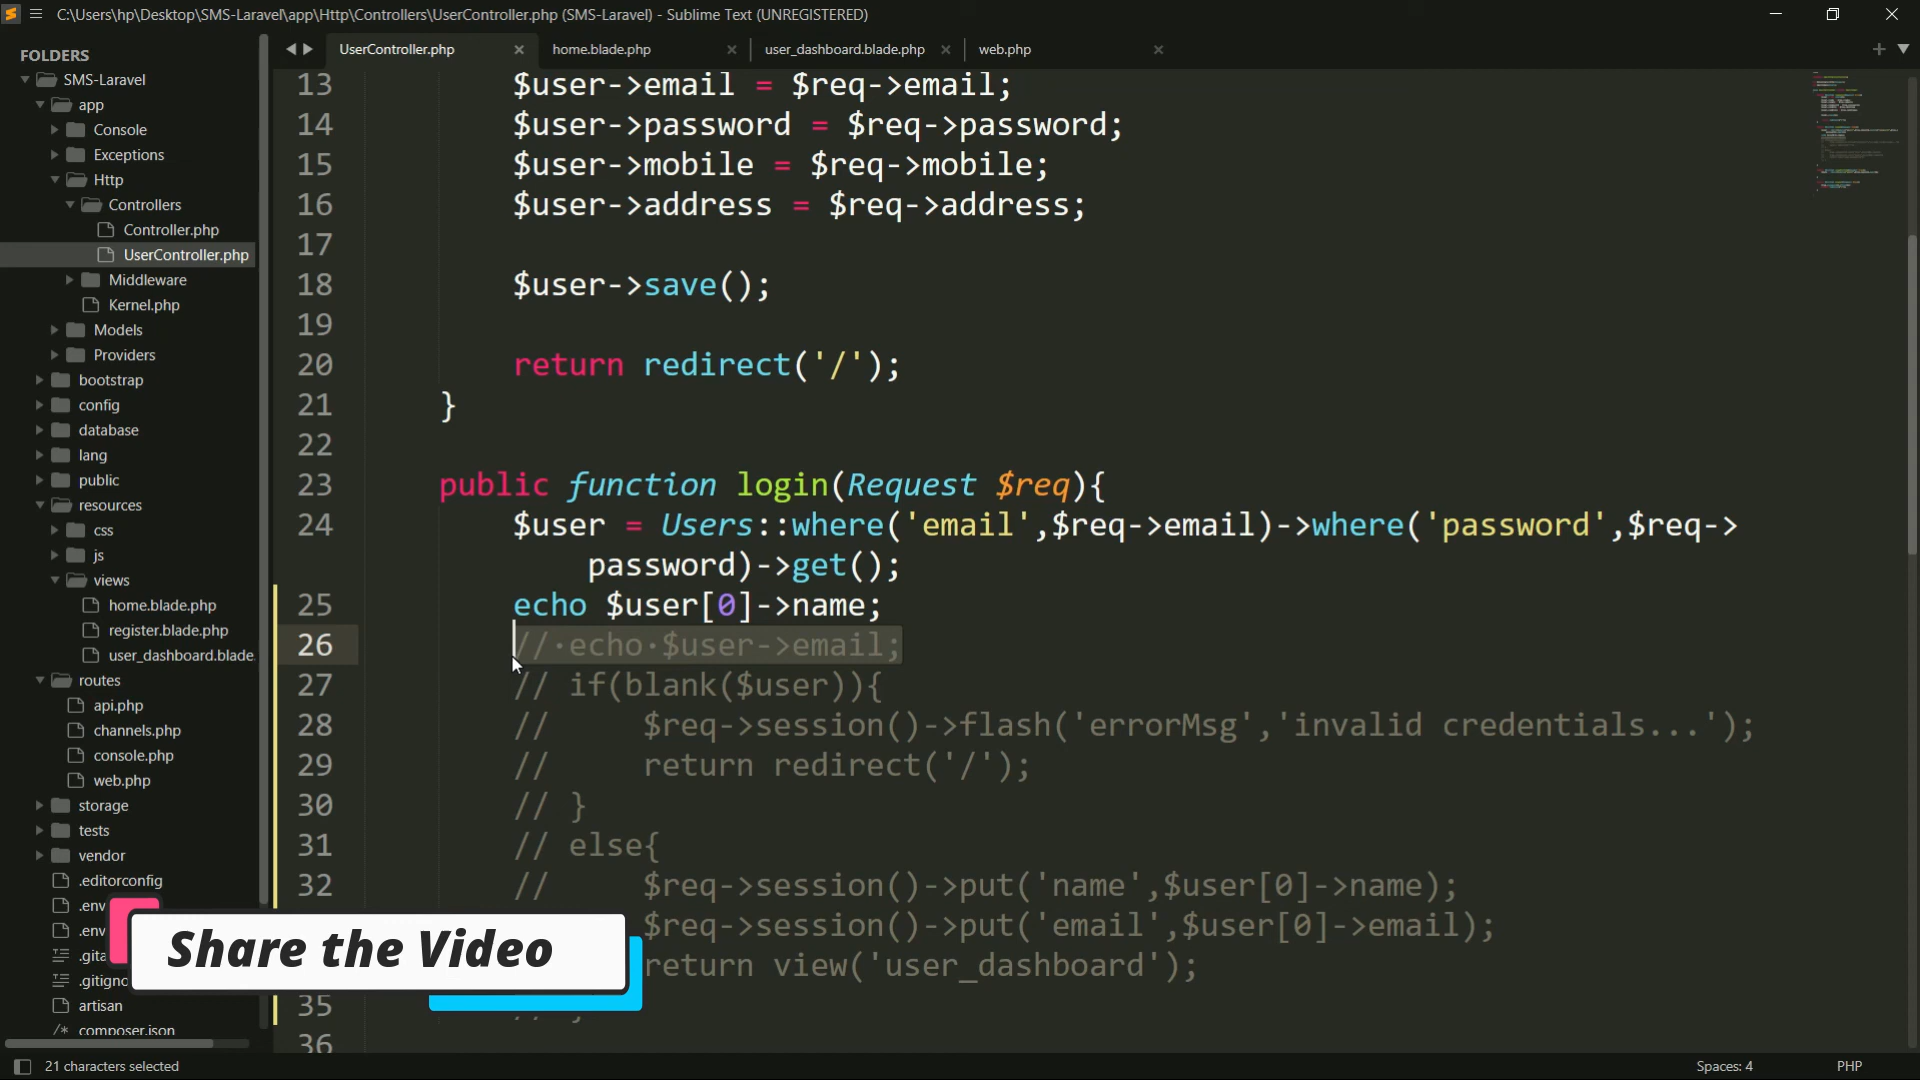 C:\Users\hp\Desktop\SMS-Laravel\app\Http\Controllers\UserController.php (SMS-Laravel) - Sublime Text (UNREGISTERED)
FOLDERS
SMS-Laravel
app
Console
Exceptions
Http
Controllers
Controller.php
UserController.php
Middleware
Kernel.php
Models
Providers
bootstrap
config
database
lang
public
resources
css
js
views
home.blade.php
register.blade.php
user_dashboard.blade
routes
api.php
channels.php
console.php
web.php
storage
tests
vendor
.editorconfig
.env
.env
.gita
.gitigno
artisan
/* composer.json
UserController.php home.blade.php user_dashboard.blade.php web.php
13 $user->email = $req->email;
14 $user->password = $req->password;
15 $user->mobile = $req->mobile;
16 $user->address = $req->address;
17
18 $user->save();
19
20 return redirect('/');
21 }
22
23 public function login(Request $req){
24 $user = Users::where('email',$req->email)->where('password',$req->
password)->get();
25 echo $user[0]->name;
26 //·echo·$user->email;
27 // if(blank($user)){
28 // $req->session()->flash('errorMsg','invalid credentials...');
29 // return redirect('/');
30 // }
31 // else{
32 // $req->session()->put('name',$user[0]->name);
$req->session()->put('email',$user[0]->email);
return view('user_dashboard');
35
36
Share the Video
21 characters selected
Spaces: 4 PHP